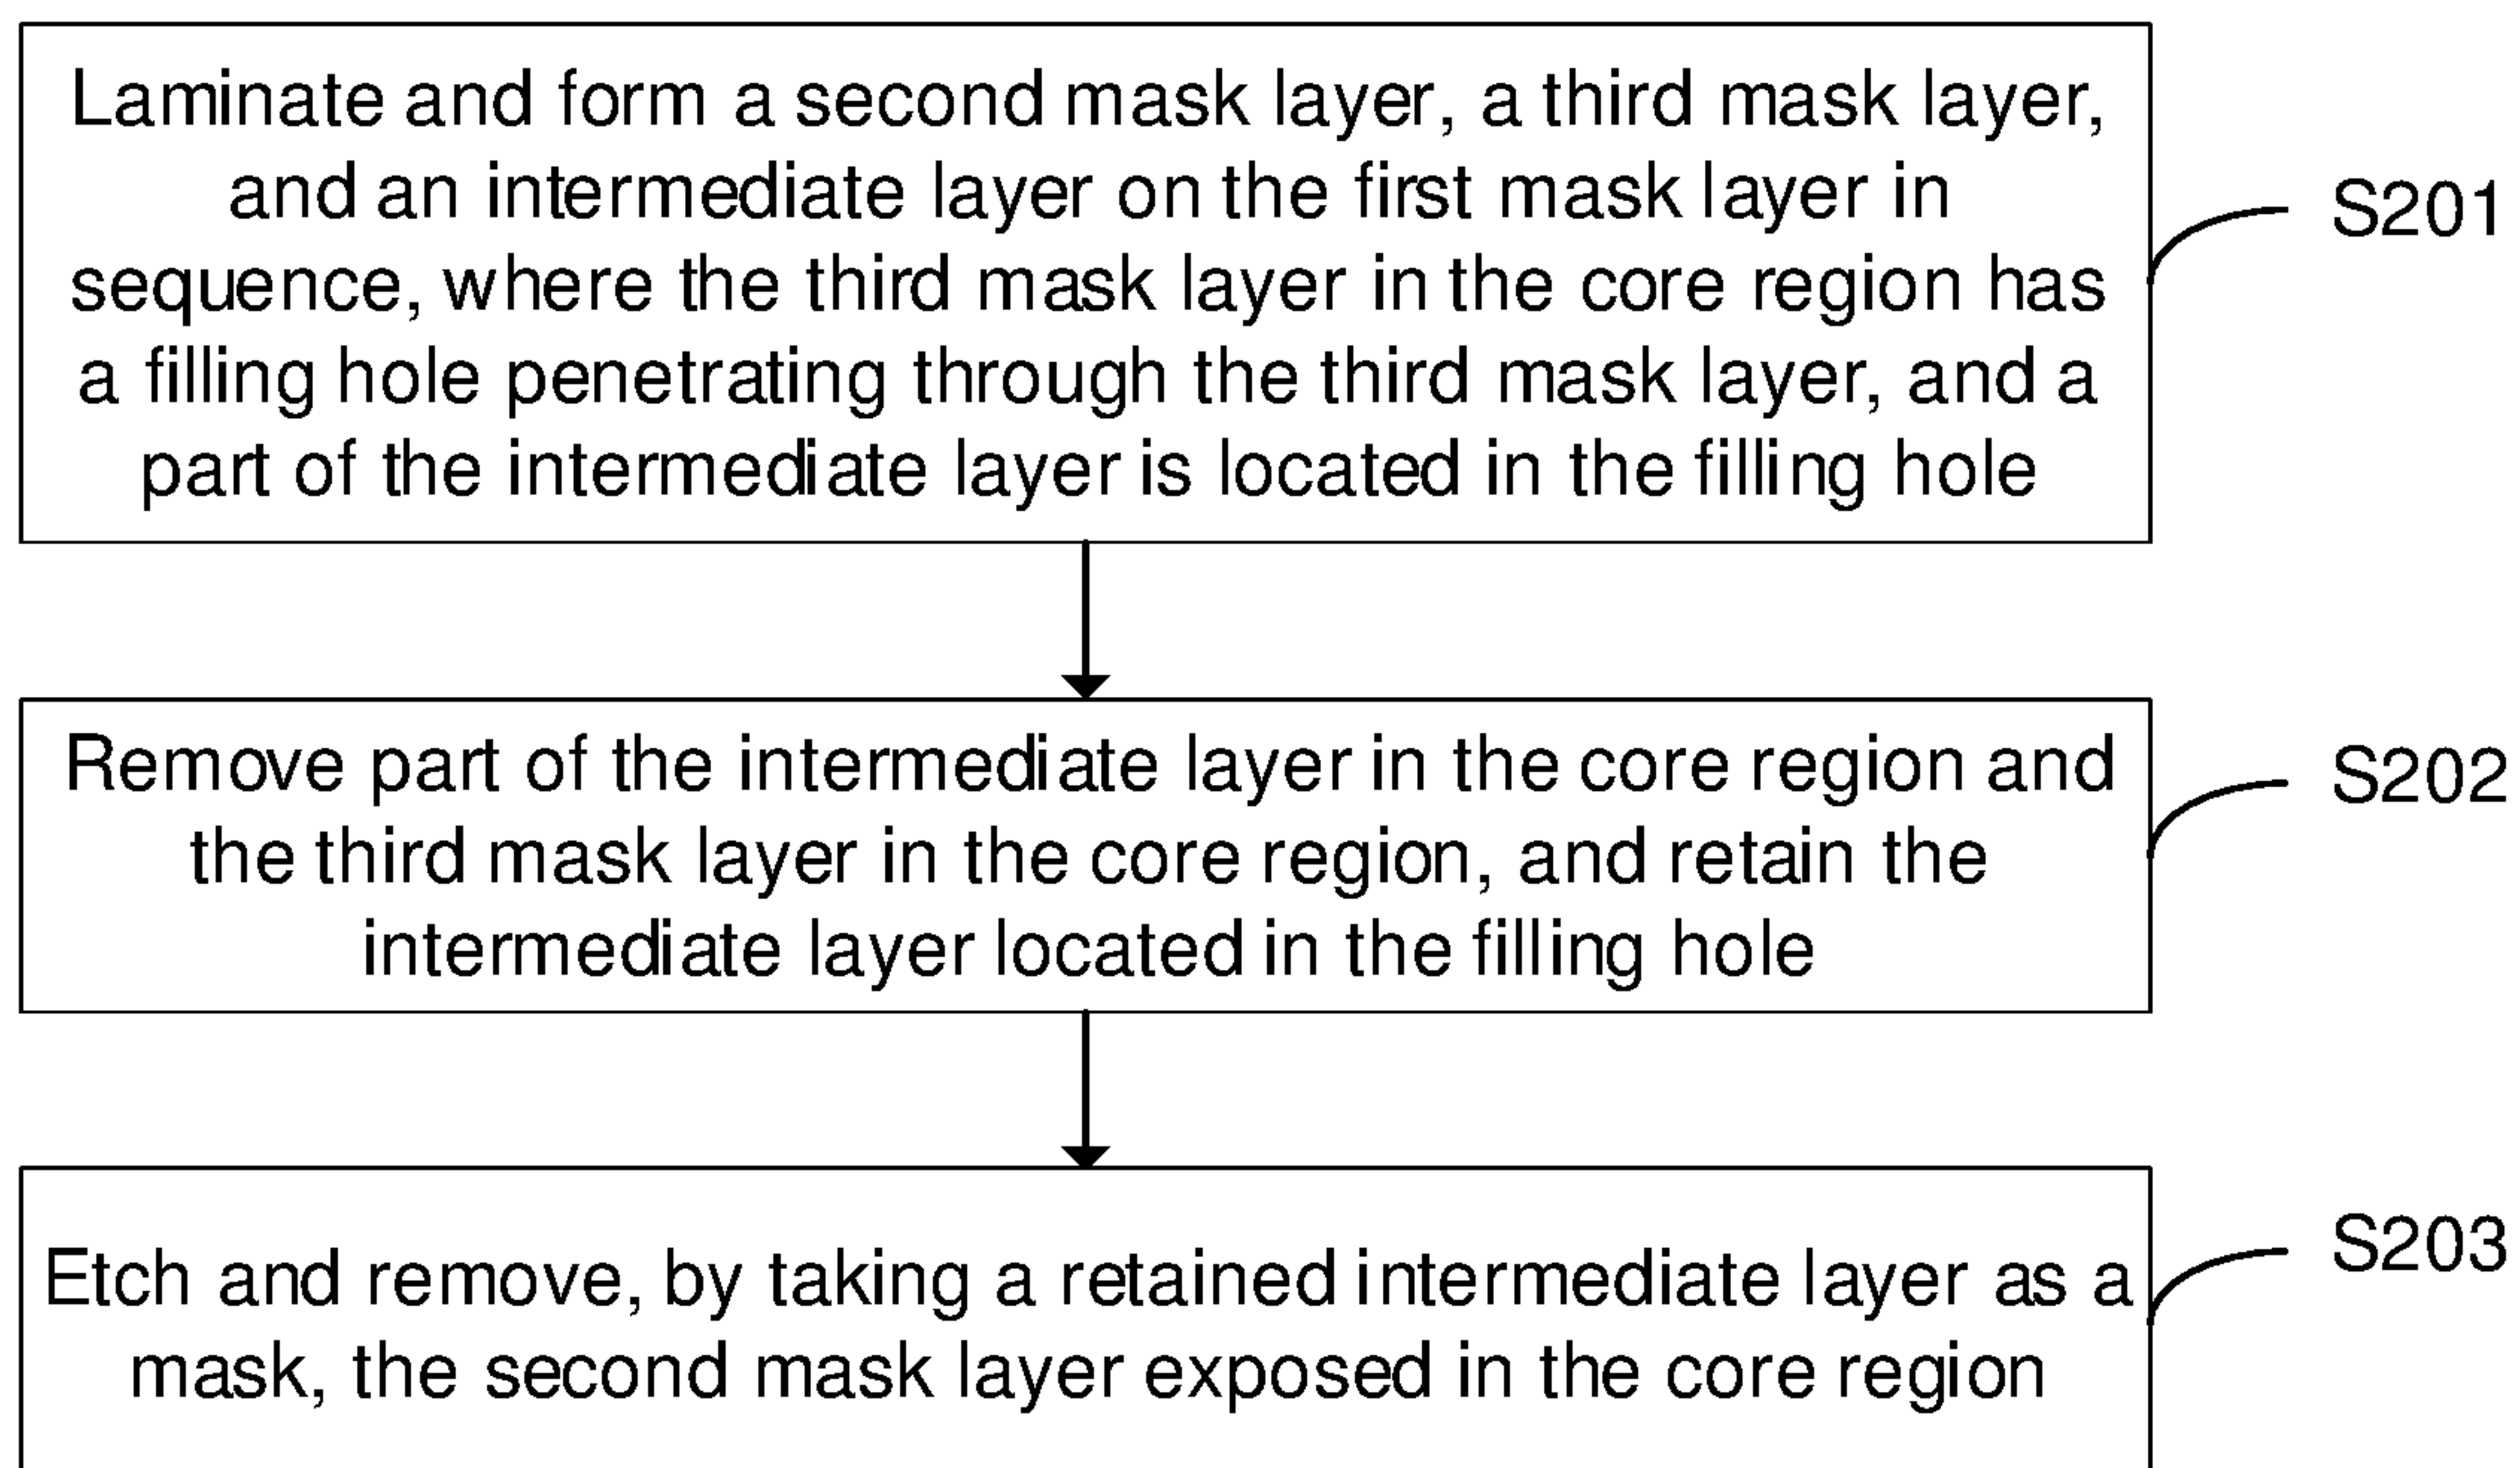 Laminate and form a second mask layer, a third mask layer,
and an intermediate layer on the first mask layer in
sequence, where the third mask layer in the core region has
a filling hole penetrating through the third mask layer, and a
part of the intermediate layer is located in the filling hole
S201
Remove part of the intermediate layer in the core region and
the third mask layer in the core region, and retain the
intermediate layer located in the filling hole
S202
Etch and remove, by taking a retained intermediate layer as a
mask, the second mask layer exposed in the core region
S203